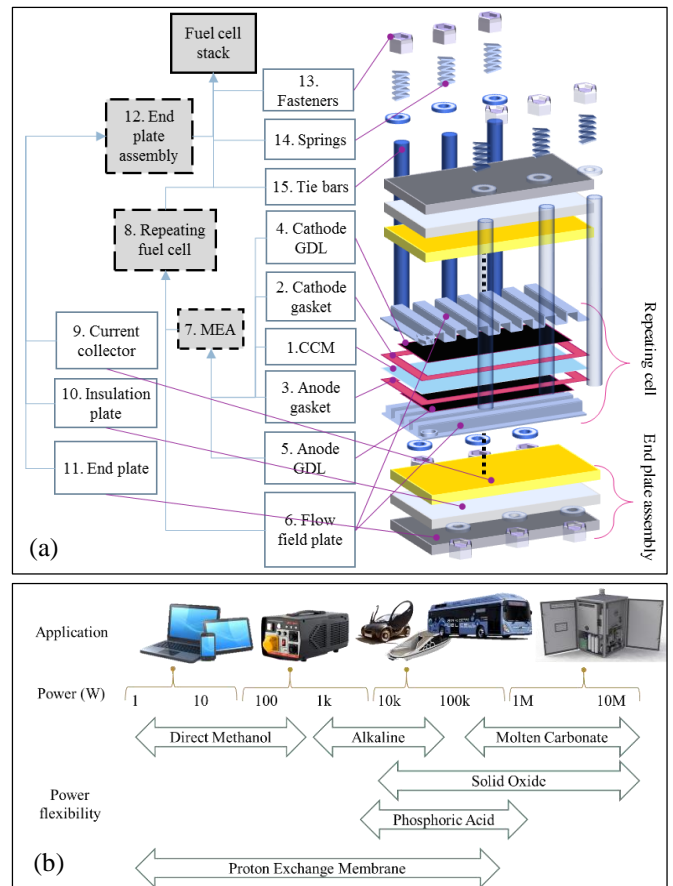 Fuel cell
stack
13.
Fasteners
12. End
plate
assembly
14. Springs
15. Tie bars
8. Repeating
fuel cell
4. Cathode
GDL
2. Cathode
gasket
9. Current
collector
7. MEA
1.CCM
10. Insulation
plate
3. Anode
gasket
11. End plate
5. Anode
GDL
6. Flow
field plate
Repeating cell
End plate assembly
(a)
Application
Power (W)
1 10 100 1k 10k 100k 1M 10M
Direct Methanol
Alkaline
Molten Carbonate
Solid Oxide
Power
flexibility
Phosphoric Acid
Proton Exchange Membrane
(b)